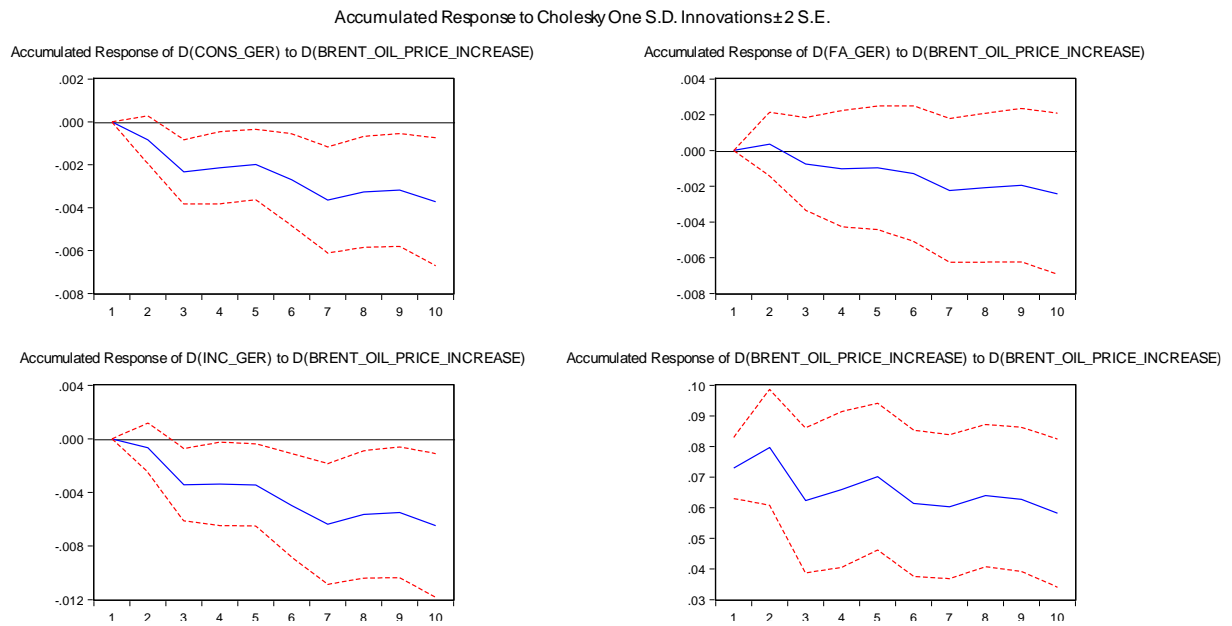 Accumulated Response to Cholesky One S.D. Innovations ± 2 S.E.
Accumulated Response of D(CONS_GER) to D(BRENT_OIL_PRICE_INCREASE)
.002
.000
-.002
-.004
-.006
-.008
1 2 3 4 5 6 7 8 9 10
Accumulated Response of D(FA_GER) to D(BRENT_OIL_PRICE_INCREASE)
.004
.002
.000
-.002
-.004
-.006
-.008
1 2 3 4 5 6 7 8 9 10
Accumulated Response of D(INC_GER) to D(BRENT_OIL_PRICE_INCREASE)
.004
.000
-.004
-.008
-.012
1 2 3 4 5 6 7 8 9 10
Accumulated Response of D(BRENT_OIL_PRICE_INCREASE) to D(BRENT_OIL_PRICE_INCREASE)
.10
.09
.08
.07
.06
.05
.04
.03
1 2 3 4 5 6 7 8 9 10